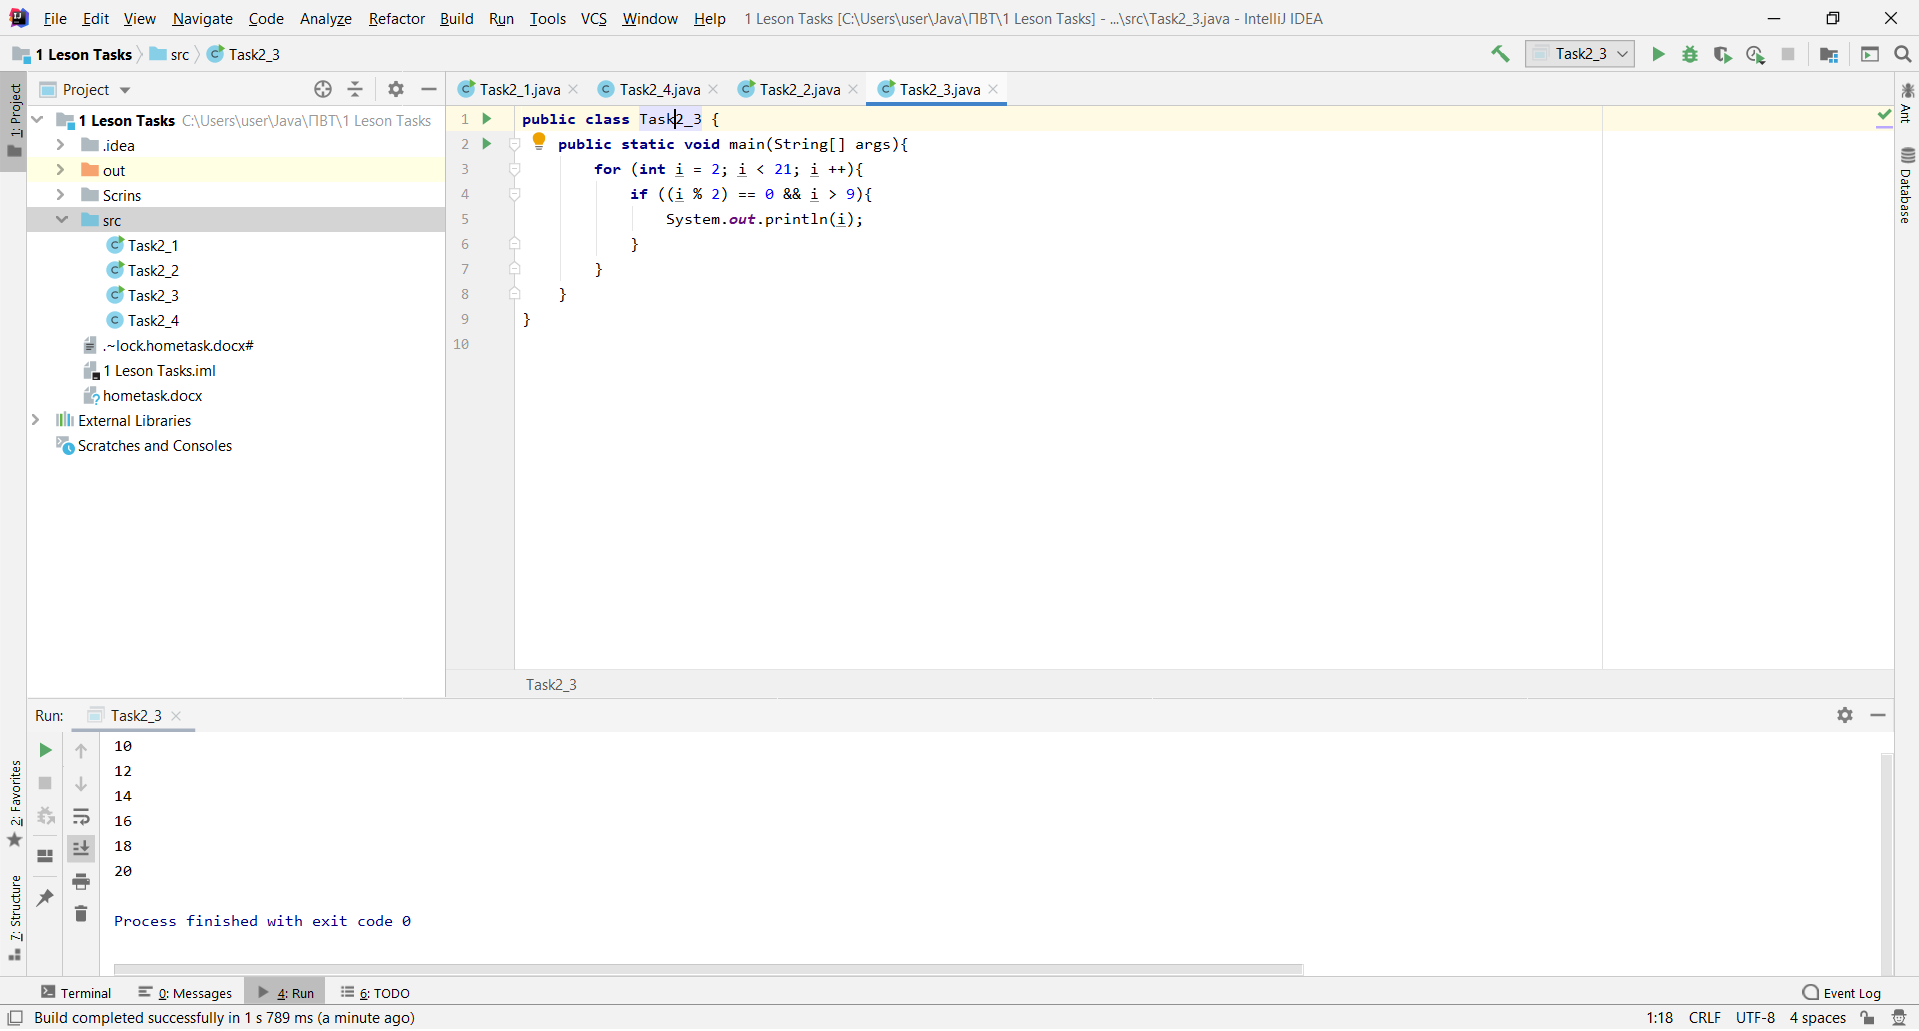 File Edit View Navigate Code Analyze Refactor Build Run Tools VCS Window Help 1 Leson Tasks [C:\Users\user\Java\ПВТ\1 Leson Tasks] - ...\src\Task2_3.java - IntelliJ IDEA
1 Leson Tasks src Task2_3
Task2_3
1: Project
Project
Task2_1.java Task2_4.java Task2_2.java Task2_3.java
1 Leson Tasks C:\Users\user\Java\ПВТ\1 Leson Tasks
.idea
out
Scrins
src
Task2_1
Task2_2
Task2_3
Task2_4
.~lock.hometask.docx#
1 Leson Tasks.iml
hometask.docx
External Libraries
Scratches and Consoles
1 public class Task2_3 {
2 public static void main(String[] args){
3 for (int i = 2; i < 21; i ++){
4 if ((i % 2) == 0 && i > 9){
5 System.out.println(i);
6 }
7 }
8 }
9 }
10
Task2_3
Ant
Database
Run: Task2_3
10
12
14
16
18
20
Process finished with exit code 0
2: Favorites
7: Structure
Terminal 0: Messages 4: Run 6: TODO Event Log
Build completed successfully in 1 s 789 ms (a minute ago) 1:18 CRLF UTF-8 4 spaces